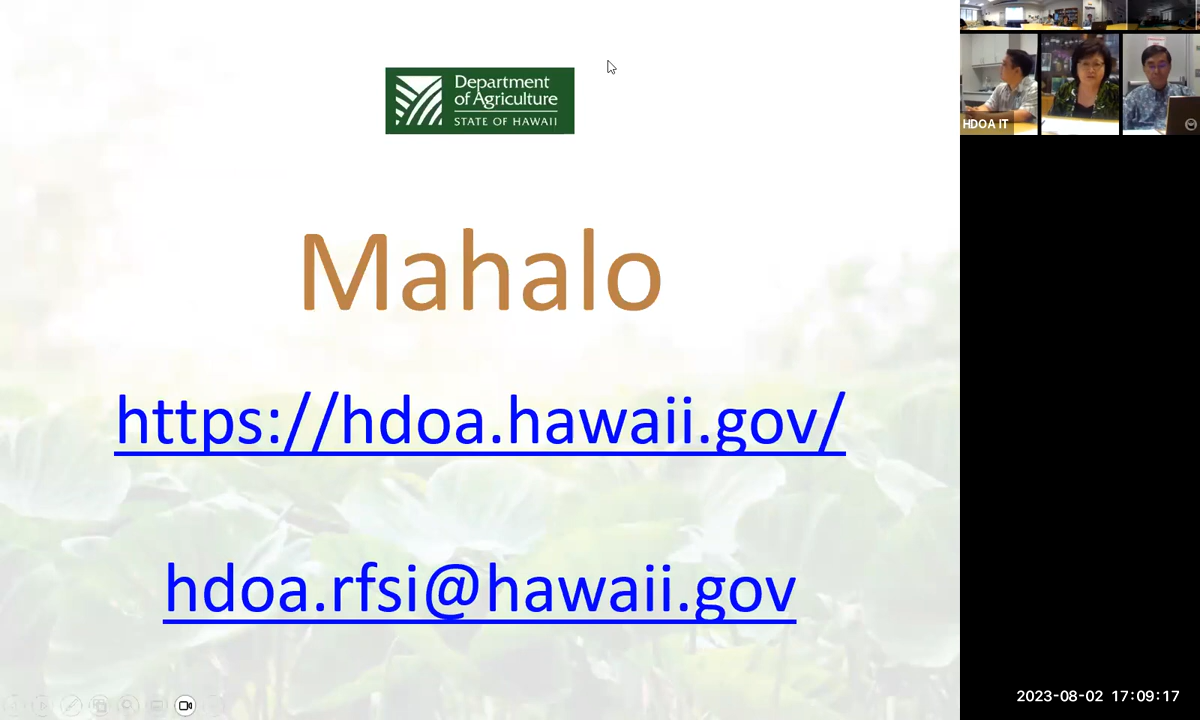 Department
of Agriculture
STATE OF HAWAII
Mahalo
https://hdoa.hawaii.gov/
hdoa.rfsi@hawaii.gov
HDOA IT
2023-08-02 17:09:17